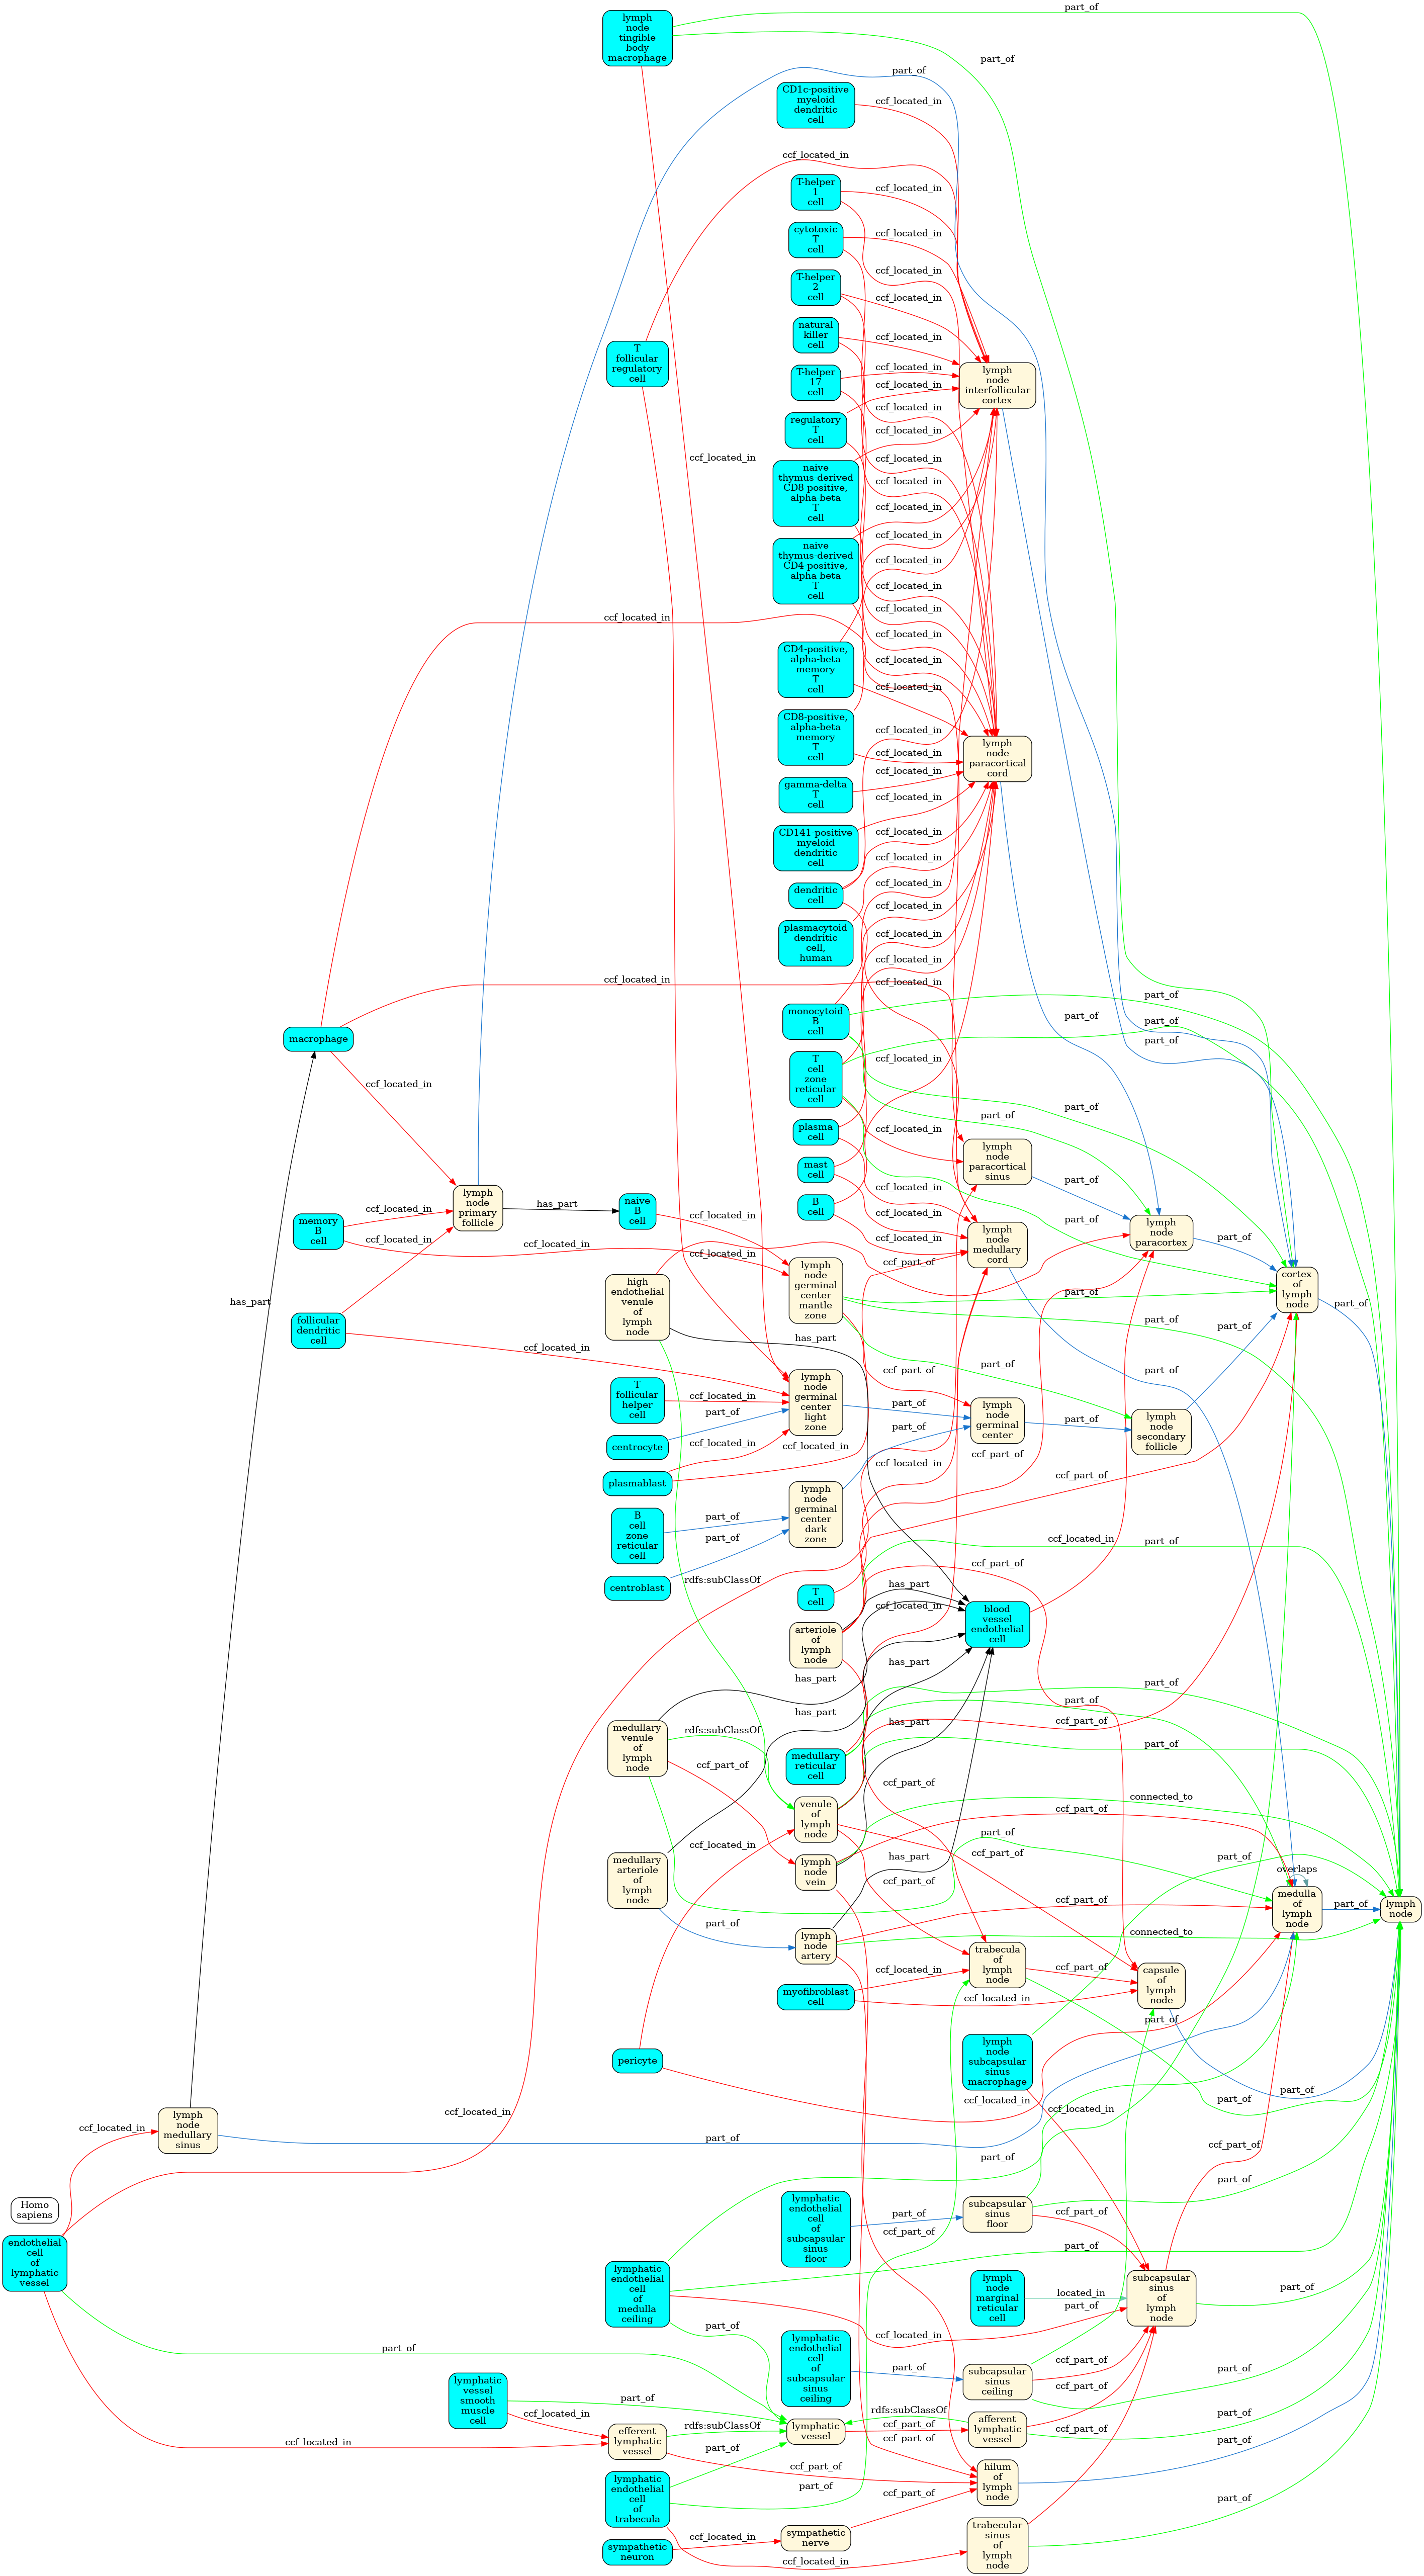 lymph
node
tingible
body
macrophage
part_of
part_of
part_of
CD1c-positive
myeloid
dendritic
cell
ccf_located_in
ccf_located_in
T-helper
1
cell
ccf_located_in
cytotoxic
T
cell
ccf_located_in
ccf_located_in
T-helper
2
cell
ccf_located_in
natural
killer
cell
ccf_located_in
T
follicular
regulatory
cell
T-helper
17
cell
ccf_located_in
ccf_located_in
lymph
node
interfollicular
cortex
regulatory
T
cell
ccf_located_in
ccf_located_in
ccf_located_in
ccf_located_in
naive
thymus-derived
CD8-positive,
alpha-beta
T
cell
ccf_located_in
ccf_located_in
naive
thymus-derived
CD4-positive,
alpha-beta
T
cell
ccf_located_in
ccf_located_in
ccf_located_in
ccf_located_in
ccf_located_in
CD4-positive,
alpha-beta
memory
T
cell
ccf_located_in
ccf_located_in
CD8-positive,
alpha-beta
memory
T
cell
ccf_located_in
ccf_located_in
lymph
node
paracortical
cord
gamma-delta
T
cell
ccf_located_in
ccf_located_in
CD141-positive
myeloid
dendritic
cell
ccf_located_in
ccf_located_in
dendritic
cell
ccf_located_in
ccf_located_in
plasmacytoid
dendritic
cell,
human
ccf_located_in
ccf_located_in
ccf_located_in
ccf_located_in
monocytoid
B
cell
part_of
part_of
part_of
part_of
macrophage
T
cell
zone
reticular
cell
ccf_located_in
ccf_located_in
part_of
part_of
plasma
cell
ccf_located_in
lymph
node
paracortical
sinus
part_of
mast
cell
ccf_located_in
B
cell
ccf_located_in
lymph
node
primary
follicle
has_part
naive
B
cell
ccf_located_in
memory
B
cell
ccf_located_in
ccf_located_in
ccf_located_in
ccf_located_in
lymph
node
medullary
cord
part_of
lymph
node
paracortex
part_of
ccf_part_of
lymph
node
germinal
center
mantle
zone
part_of
cortex
of
lymph
node
part_of
high
endothelial
venule
of
lymph
node
has_part
has_part
follicular
dendritic
cell
ccf_located_in
part_of
part_of
ccf_part_of
part_of
T
follicular
helper
cell
ccf_located_in
lymph
node
germinal
center
light
zone
part_of
lymph
node
germinal
center
part_of
lymph
node
secondary
follicle
centrocyte
part_of
part_of
plasmablast
ccf_located_in
ccf_located_in
ccf_located_in
ccf_part_of
ccf_part_of
B
cell
zone
reticular
cell
part_of
lymph
node
germinal
center
dark
zone
part_of
centroblast
rdfs:subClassOf
ccf_located_in
part_of
ccf_part_of
T
cell
has_part
ccf_located_in
arteriole
of
lymph
node
blood
vessel
endothelial
cell
has_part
has_part
part_of
part_of
has_part
medullary
venule
of
lymph
node
rdfs:subClassOf
ccf_part_of
has_part
ccf_part_of
part_of
medullary
reticular
cell
ccf_part_of
connected_to
venule
of
lymph
node
ccf_part_of
ccf_located_in
part_of
medullary
arteriole
of
lymph
node
lymph
node
vein
has_part
ccf_part_of
part_of
overlaps
ccf_part_of
ccf_part_of
medulla
of
lymph
node
part_of
lymph
node
part_of
lymph
node
artery
connected_to
trabecula
of
lymph
node
ccf_part_of
capsule
of
lymph
node
myofibroblast
cell
ccf_located_in
ccf_located_in
part_of
pericyte
lymph
node
subcapsular
sinus
macrophage
ccf_located_in
ccf_located_in
part_of
part_of
lymph
node
medullary
sinus
ccf_located_in
ccf_located_in
part_of
ccf_part_of
part_of
part_of
Homo
sapiens
endothelial
cell
of
lymphatic
vessel
lymphatic
endothelial
cell
of
subcapsular
sinus
floor
part_of
subcapsular
sinus
floor
ccf_part_of
ccf_part_of
part_of
lymphatic
endothelial
cell
of
medulla
ceiling
part_of
lymph
node
marginal
reticular
cell
located_in
part_of
subcapsular
sinus
of
lymph
node
part_of
ccf_located_in
part_of
lymphatic
endothelial
cell
of
subcapsular
sinus
ceiling
part_of
subcapsular
sinus
ceiling
ccf_part_of
ccf_part_of
part_of
lymphatic
vessel
smooth
muscle
cell
part_of
ccf_located_in
rdfs:subClassOf
lymphatic
vessel
ccf_part_of
ccf_part_of
afferent
lymphatic
vessel
ccf_part_of
part_of
part_of
ccf_located_in
efferent
lymphatic
vessel
rdfs:subClassOf
part_of
ccf_part_of
part_of
hilum
of
lymph
node
lymphatic
endothelial
cell
of
trabecula
ccf_part_of
part_of
sympathetic
neuron
ccf_located_in
sympathetic
nerve
ccf_located_in
trabecular
sinus
of
lymph
node